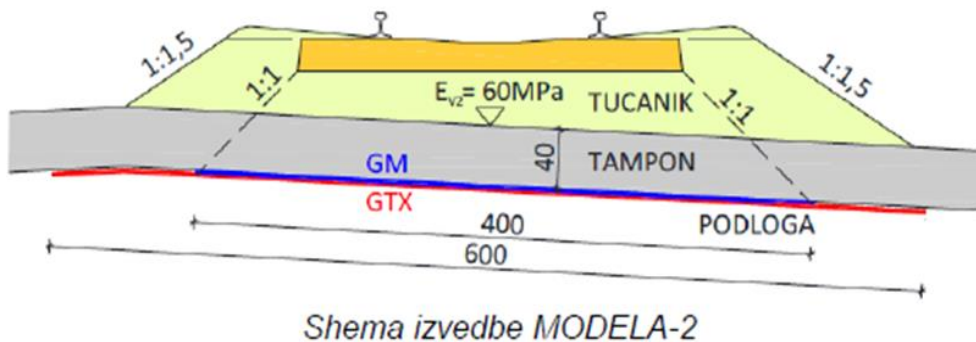 1:1,5
1:1
E_v2= 60MPa
TUCANIK
1:1
1:1,5
40
TAMPON
GM
GTX
400
PODLOGA
600
Shema izvedbe MODELA-2